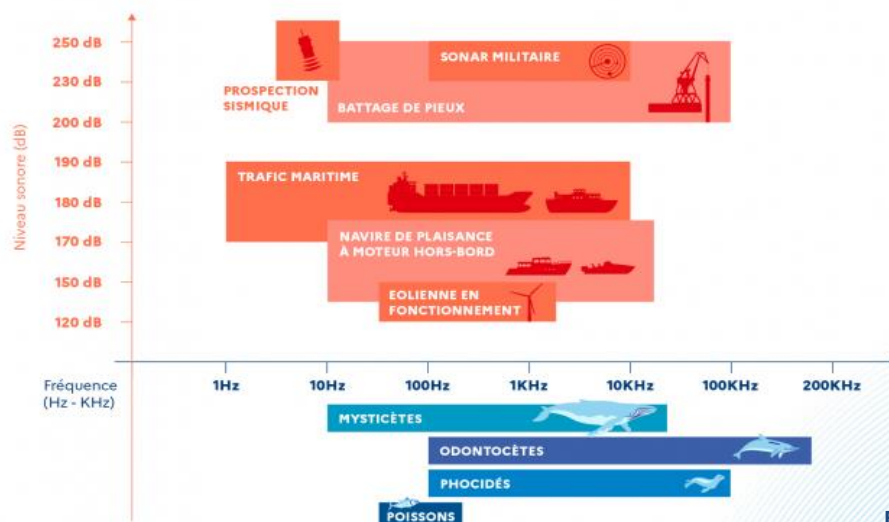 250 dB
230 dB
200 dB
190 dB
180 dB
170 dB
150 dB
120 dB
Niveau sonore (dB)
PROSPECTION
SISMIQUE
SONAR MILITAIRE
BATTAGE DE PIEUX
TRAFIC MARITIME
NAVIRE DE PLAISANCE
À MOTEUR HORS-BORD
EOLIENNE EN
FONCTIONNEMENT
Fréquence
(Hz - KHz)
1Hz
10Hz
100Hz
1KHz
10KHz
100KHz
200KHz
MYSTICÈTES
ODONTOCÈTES
PHOCIDÉS
POISSONS